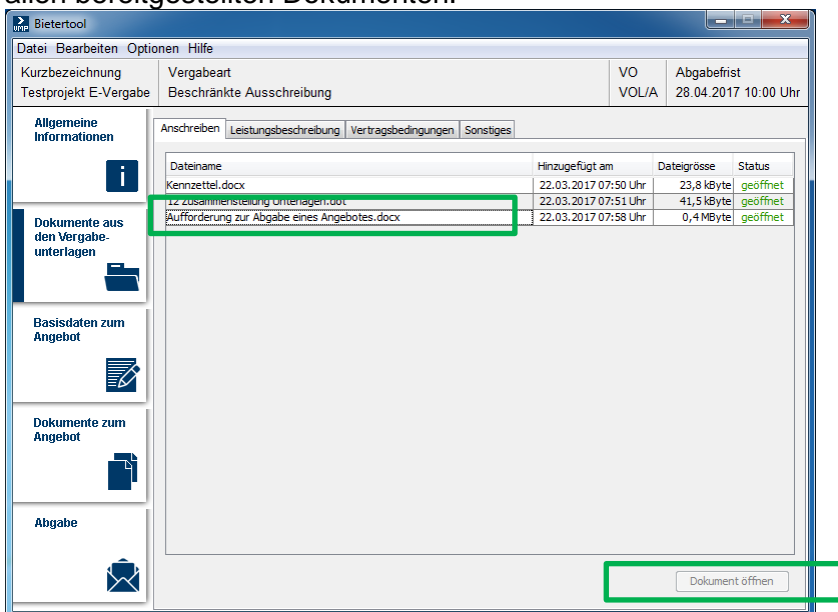 allen bereitgestellten Dokumenten.
VMP Bietertool
Datei Bearbeiten Optionen Hilfe
Kurzbezeichnung Vergabeart VO Abgabefrist
Testprojekt E-Vergabe Beschränkte Ausschreibung VOL/A 28.04.2017 10:00 Uhr
Allgemeine
Informationen
Dokumente aus
den Vergabe-
unterlagen
Basisdaten zum
Angebot
Dokumente zum
Angebot
Abgabe
Anschreiben Leistungsbeschreibung Vertragsbedingungen Sonstiges
Dateiname Hinzugefügt am Dateigrösse Status
Kennzettel.docx 22.03.2017 07:50 Uhr 23,8 kByte geöffnet
12 Zusammenstellung Unterlagen.dot 22.03.2017 07:51 Uhr 41,5 kByte geöffnet
Aufforderung zur Abgabe eines Angebotes.docx 22.03.2017 07:58 Uhr 0,4 MByte geöffnet
Dokument öffnen